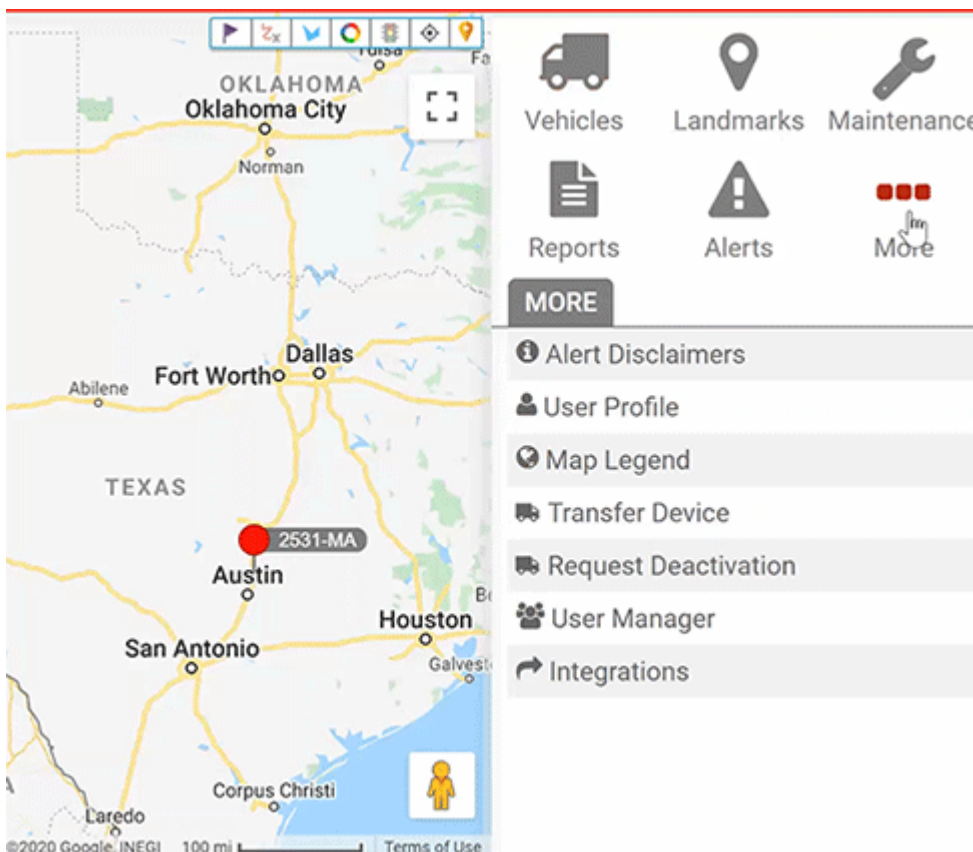 Tulsa
OKLAHOMA
Oklahoma City
Norman
Dallas
Fort Worth
Abilene
TEXAS
2531-MA
Austin
Houston
San Antonio
Galvest
Corpus Christi
Laredo
©2020 Google, INEGI 100 mi Terms of Use
Vehicles Landmarks Maintenance
Reports Alerts More
MORE
Alert Disclaimers
User Profile
Map Legend
Transfer Device
Request Deactivation
User Manager
Integrations